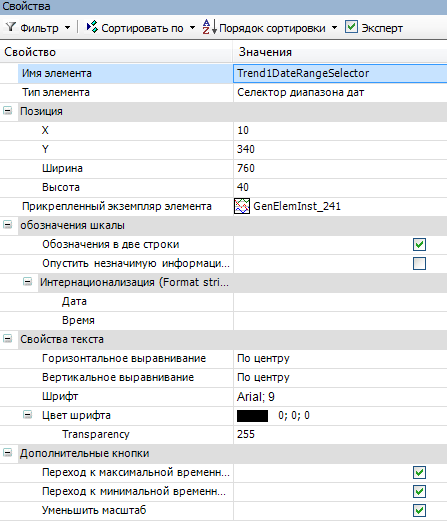 Свойства
Фильтр Сортировать по Порядок сортировки Эксперт
Свойство Значения
Имя элемента Trend1DateRangeSelector
Тип элемента Селектор диапазона дат
Позиция
X 10
Y 340
Ширина 760
Высота 40
Прикрепленный экземпляр элемента GenElemInst_241
обозначения шкалы
Обозначения в две строки
Опустить незначимую информаци...
Интернационализация (Format stri...
Дата
Время
Свойства текста
Горизонтальное выравнивание По центру
Вертикальное выравнивание По центру
Шрифт Arial; 9
Цвет шрифта 0; 0; 0
Transparency 255
Дополнительные кнопки
Переход к максимальной временн...
Переход к минимальной временн...
Уменьшить масштаб